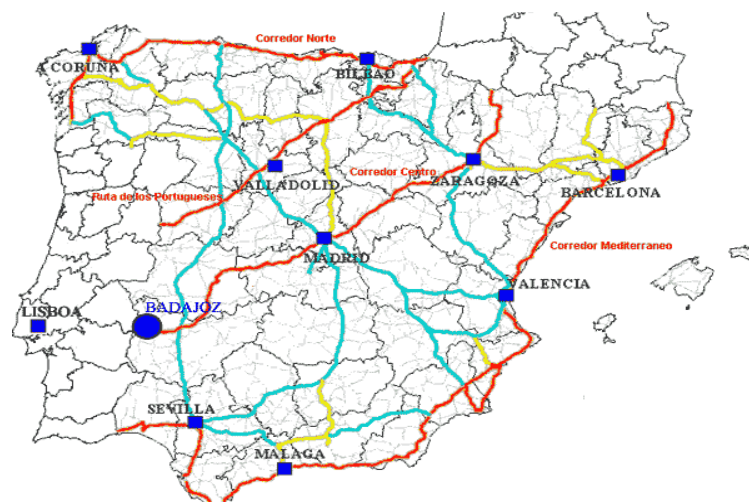 Corredor Norte
A CORUÑA
BILBAO
Corredor Centro
ZARAGOZA
VALLADOLID
BARCELONA
Ruta de los Portugueses
Corredor Mediterraneo
MADRID
VALENCIA
LISBOA
BADAJOZ
SEVILLA
MALAGA